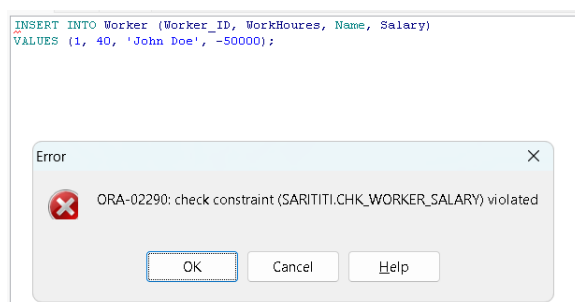 INSERT INTO Worker (Worker_ID, WorkHoures, Name, Salary)
VALUES (1, 40, 'John Doe', -50000);
Error
ORA-02290: check constraint (SARITITI.CHK_WORKER_SALARY) violated
OK Cancel Help